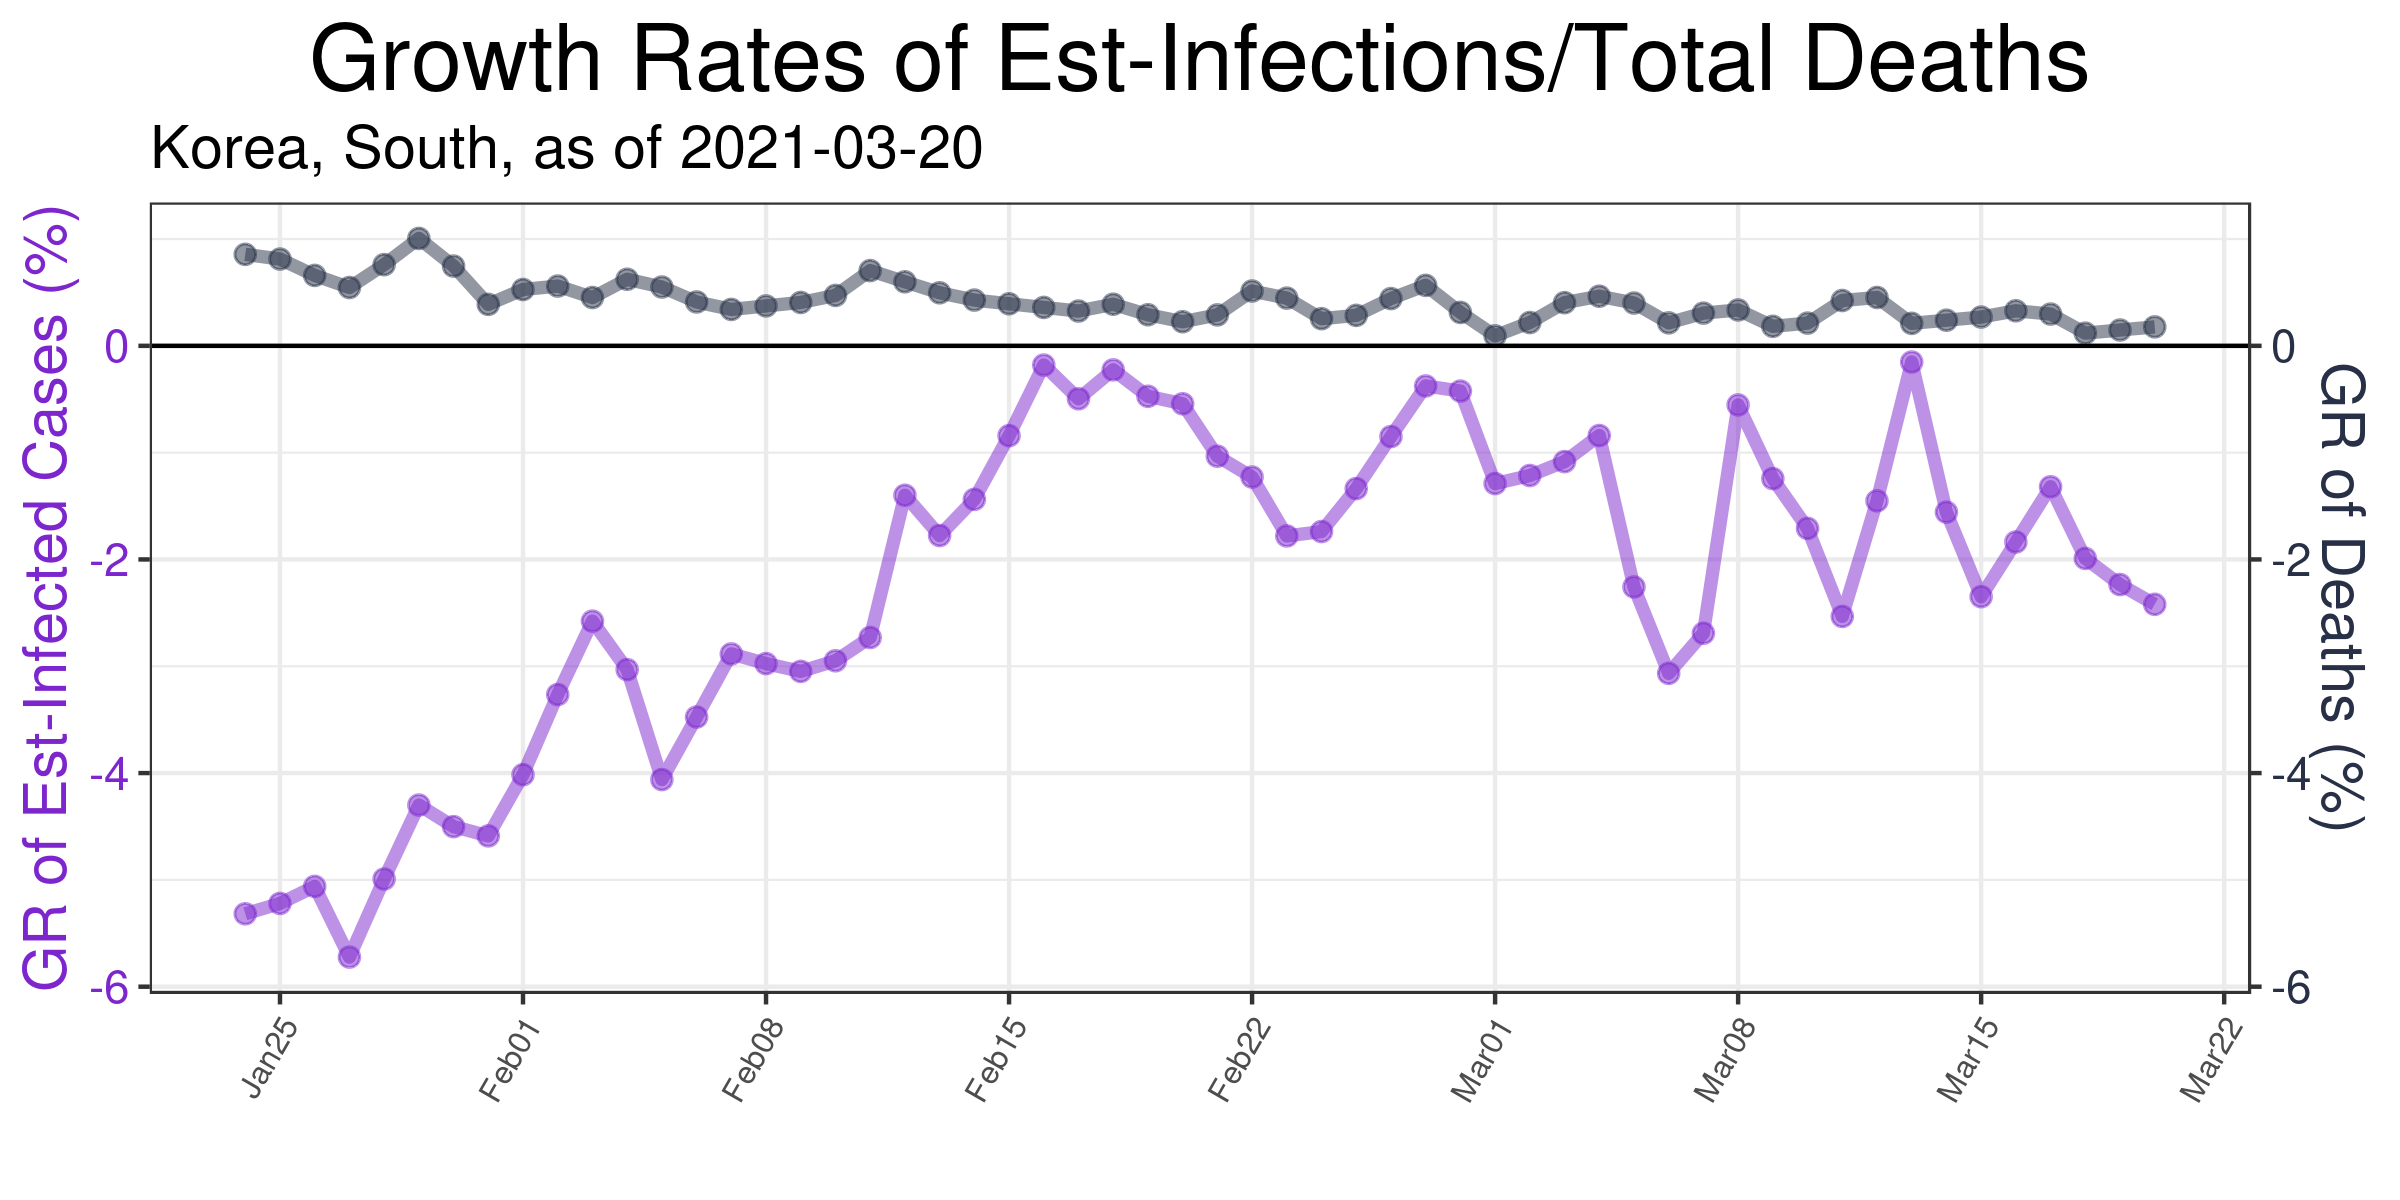 Growth Rates of Est-Infections/Total Deaths
Korea, South, as of 2021-03-20
GR of Est-Infected Cases (%)
0
-2
-4
-6
0
-2
-4
-6
GR of Deaths (%)
Jan25
Feb01
Feb08
Feb15
Feb22
Mar01
Mar08
Mar15
Mar22